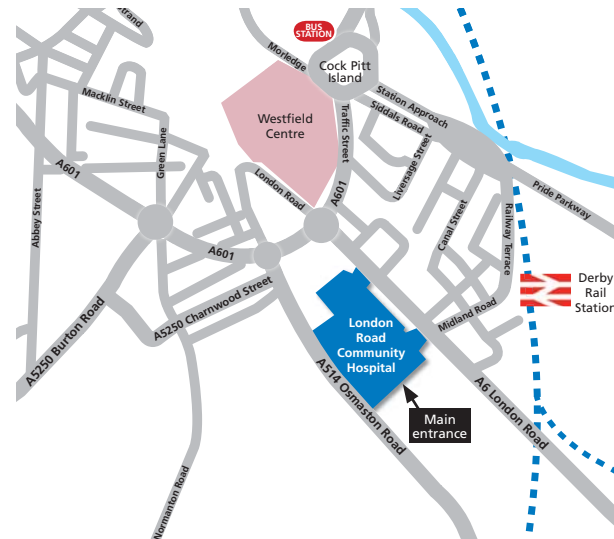 Strand
BUS
STATION
Morledge
Cock Pitt
Island
Macklin Street
Station Approach
Siddals Road
Westfield
Centre
Traffic Street
Green Lane
Liversage Street
A601
London Road
A601
Pride Parkway
Abbey Street
Canal Street
Railway Terrace
A601
Derby
Rail
Station
A5250 Charnwood Street
Midland Road
A5250 Burton Road
London
Road
Community
Hospital
A514 Osmaston Road
A6 London Road
Main
entrance
Normanton Road